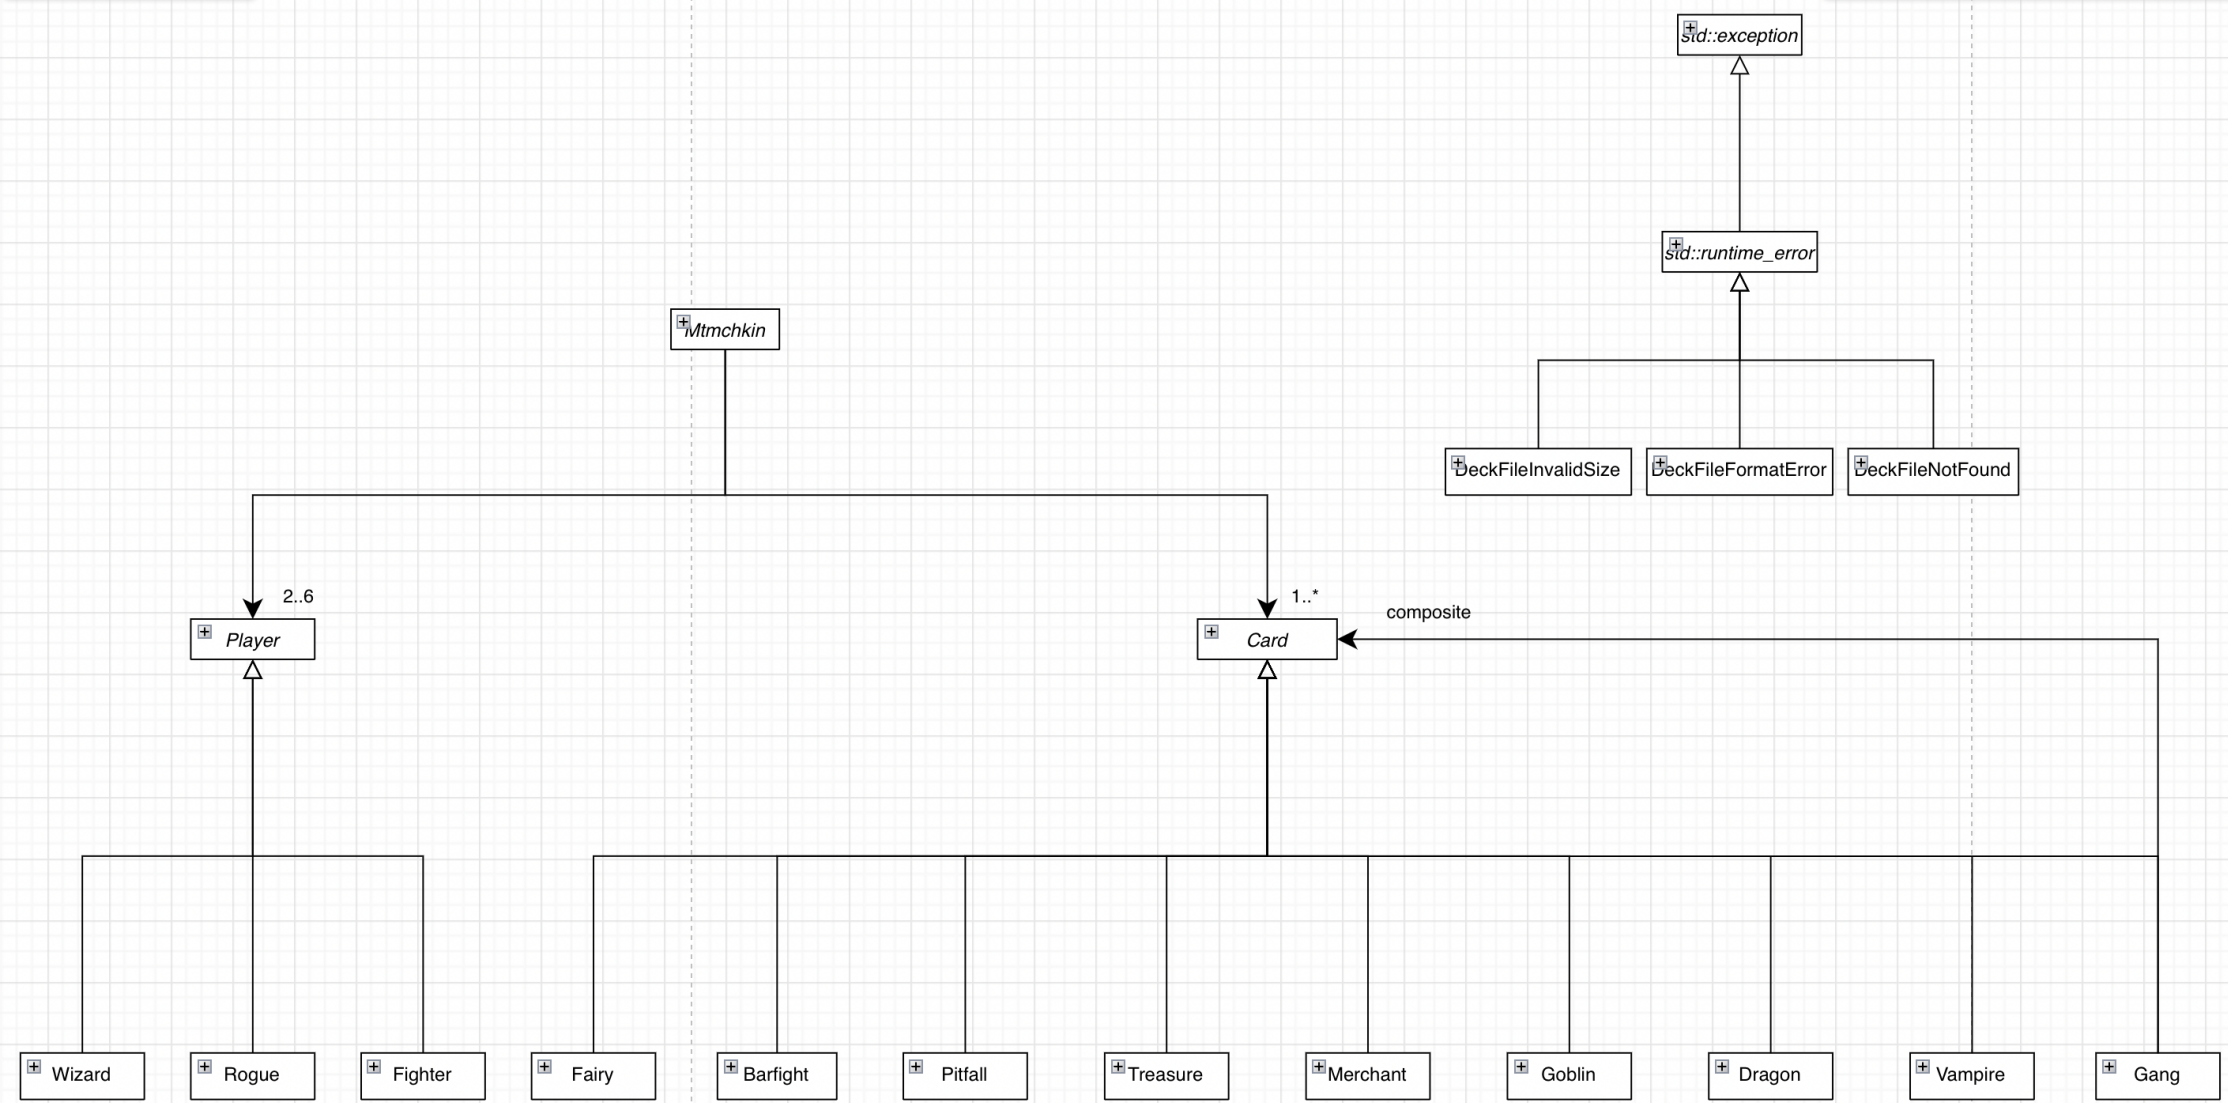 std::exception
std::runtime_error
Mtmchkin
DeckFileInvalidSize
DeckFileFormatError
DeckFileNotFound
2..6
1..*
composite
Player
Card
Wizard
Rogue
Fighter
Fairy
Barfight
Pitfall
Treasure
Merchant
Goblin
Dragon
Vampire
Gang